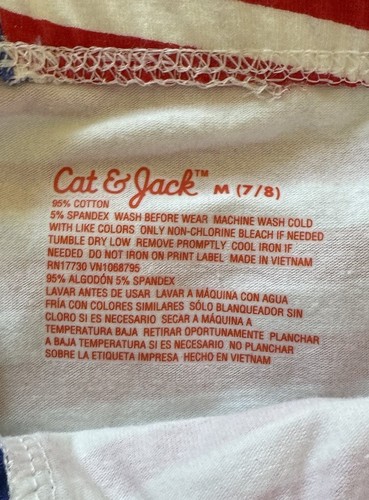 Cat & Jack™ M (7/8)
95% COTTON
5% SPANDEX WASH BEFORE WEAR MACHINE WASH COLD
WITH LIKE COLORS ONLY NON-CHLORINE BLEACH IF NEEDED
TUMBLE DRY LOW REMOVE PROMPTLY COOL IRON IF
NEEDED DO NOT IRON ON PRINT LABEL MADE IN VIETNAM
RN17730 VN1068795
95% ALGODÓN 5% SPANDEX
LAVAR ANTES DE USAR LAVAR A MÁQUINA CON AGUA
FRÍA CON COLORES SIMILARES SÓLO BLANQUEADOR SIN
CLORO SI ES NECESARIO SECAR A MÁQUINA A
TEMPERATURA BAJA RETIRAR OPORTUNAMENTE PLANCHAR
A BAJA TEMPERATURA SI ES NECESARIO NO PLANCHAR
SOBRE LA ETIQUETA IMPRESA HECHO EN VIETNAM